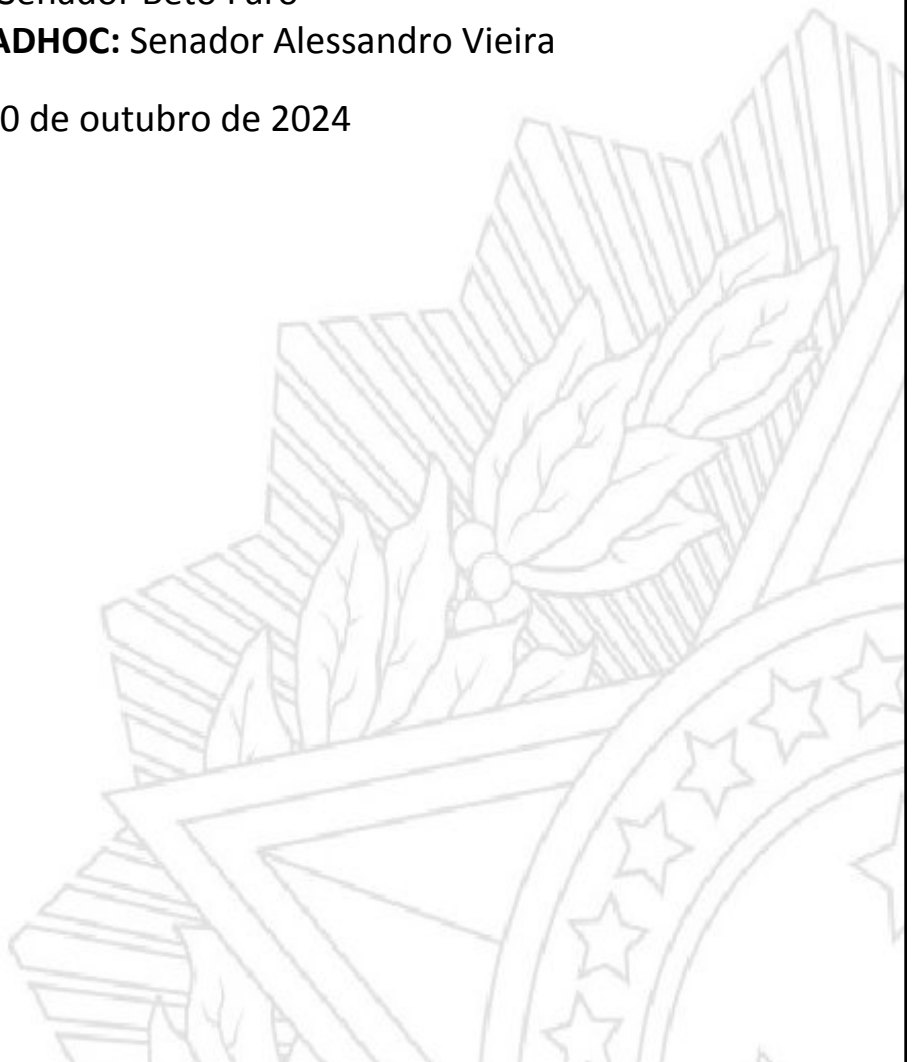 Senador Beto Faro
ADHOC: Senador Alessandro Vieira
0 de outubro de 2024